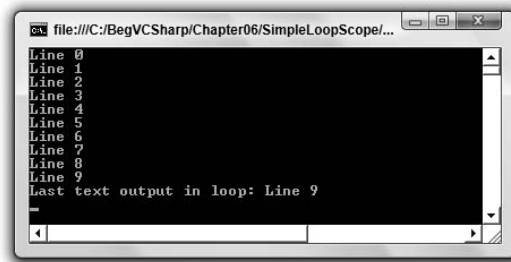 file:///C:/BegVCSharp/Chapter06/SimpleLoopScope/...
Line 0
Line 1
Line 2
Line 3
Line 4
Line 5
Line 6
Line 7
Line 8
Line 9
Last text output in loop: Line 9